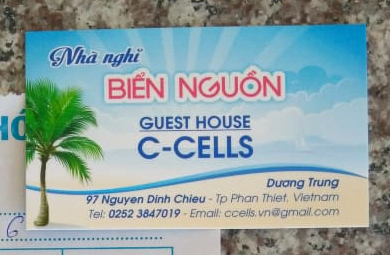 Nhà nghỉ
BIỂN NGUỒN
GUEST HOUSE
C-CELLS
Dương Trung
97 Nguyen Dinh Chieu - Tp Phan Thiet, Vietnam
Tel: 0252 3847019 - Email: ccells.vn@gmail.com